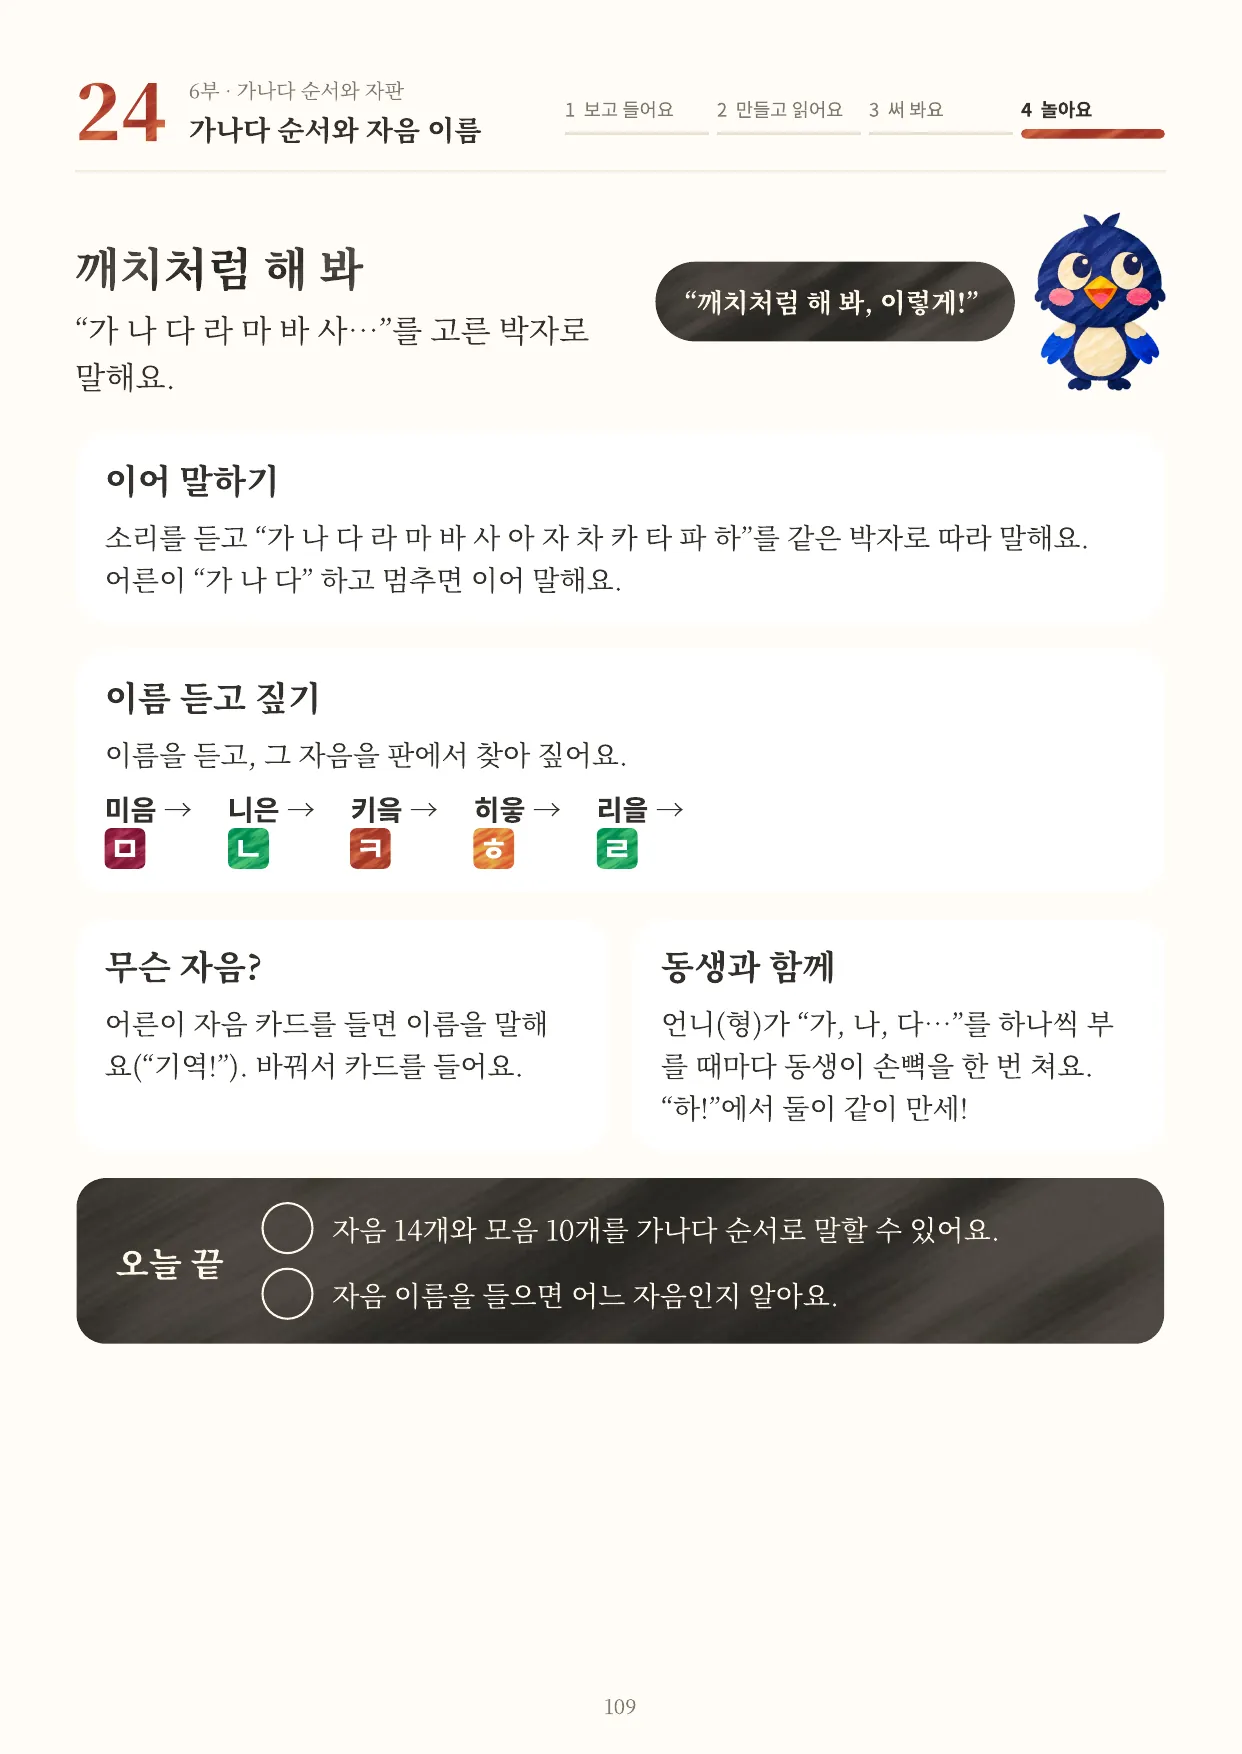 24
6부 · 가나다 순서와 자판
가나다 순서와 자음 이름
1 보고 들어요
2 만들고 읽어요
3 써 봐요
4 놀아요
깨치처럼 해 봐
“가 나 다 라 마 바 사…”를 고른 박자로
말해요.
“깨치처럼 해 봐, 이렇게!”
이어 말하기
소리를 듣고 “가 나 다 라 마 바 사 아 자 차 카 타 파 하”를 같은 박자로 따라 말해요.
어른이 “가 나 다” 하고 멈추면 이어 말해요.
이름 듣고 짚기
이름을 듣고, 그 자음을 판에서 찾아 짚어요.
미음 → 니은 → 키읔 → 히읗 → 리을 →
ㅁ ㄴ ㅋ ㅎ ㄹ
무슨 자음?
어른이 자음 카드를 들면 이름을 말해
요(“기역!”). 바꿔서 카드를 들어요.
동생과 함께
언니(형)가 “가, 나, 다…”를 하나씩 부
를 때마다 동생이 손뼉을 한 번 쳐요.
“하!”에서 둘이 같이 만세!
오늘 끝
자음 14개와 모음 10개를 가나다 순서로 말할 수 있어요.
자음 이름을 들으면 어느 자음인지 알아요.
109